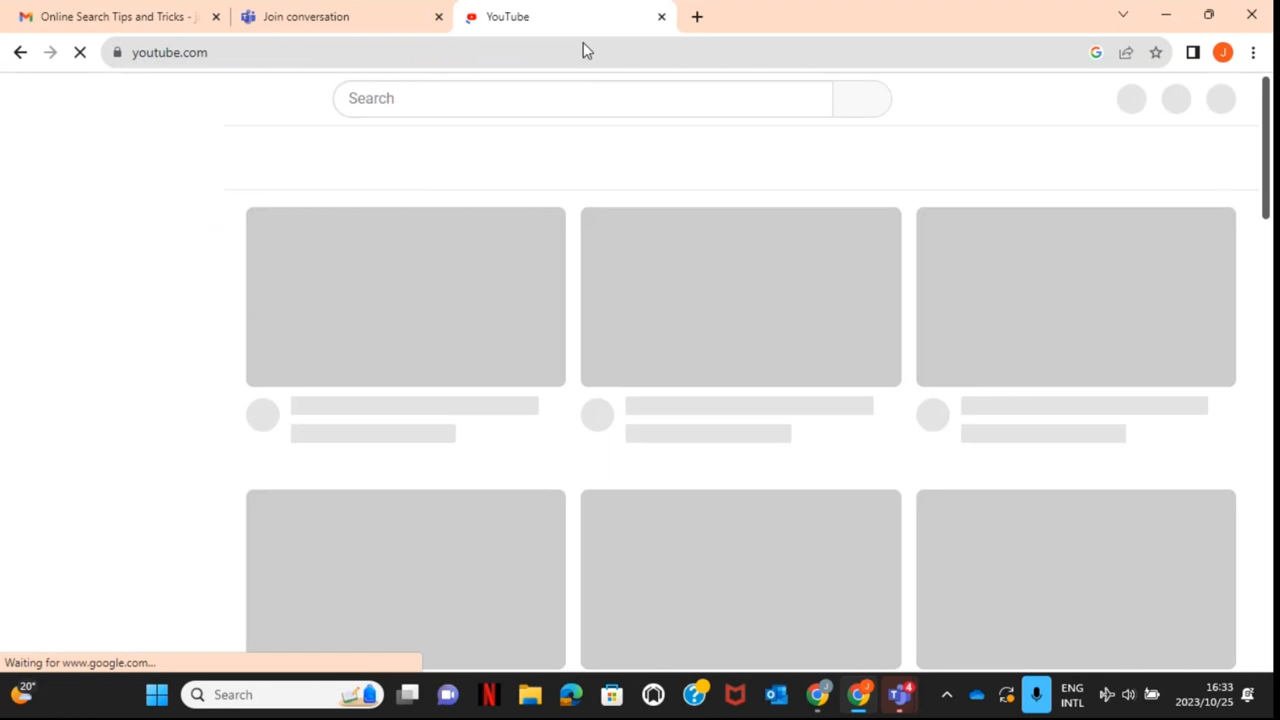 Online Search Tips and Tricks -
Join conversation
YouTube
youtube.com
J
Search
Waiting for www.google.com...
20°
Search
ENG
INTL
16:33
2023/10/25